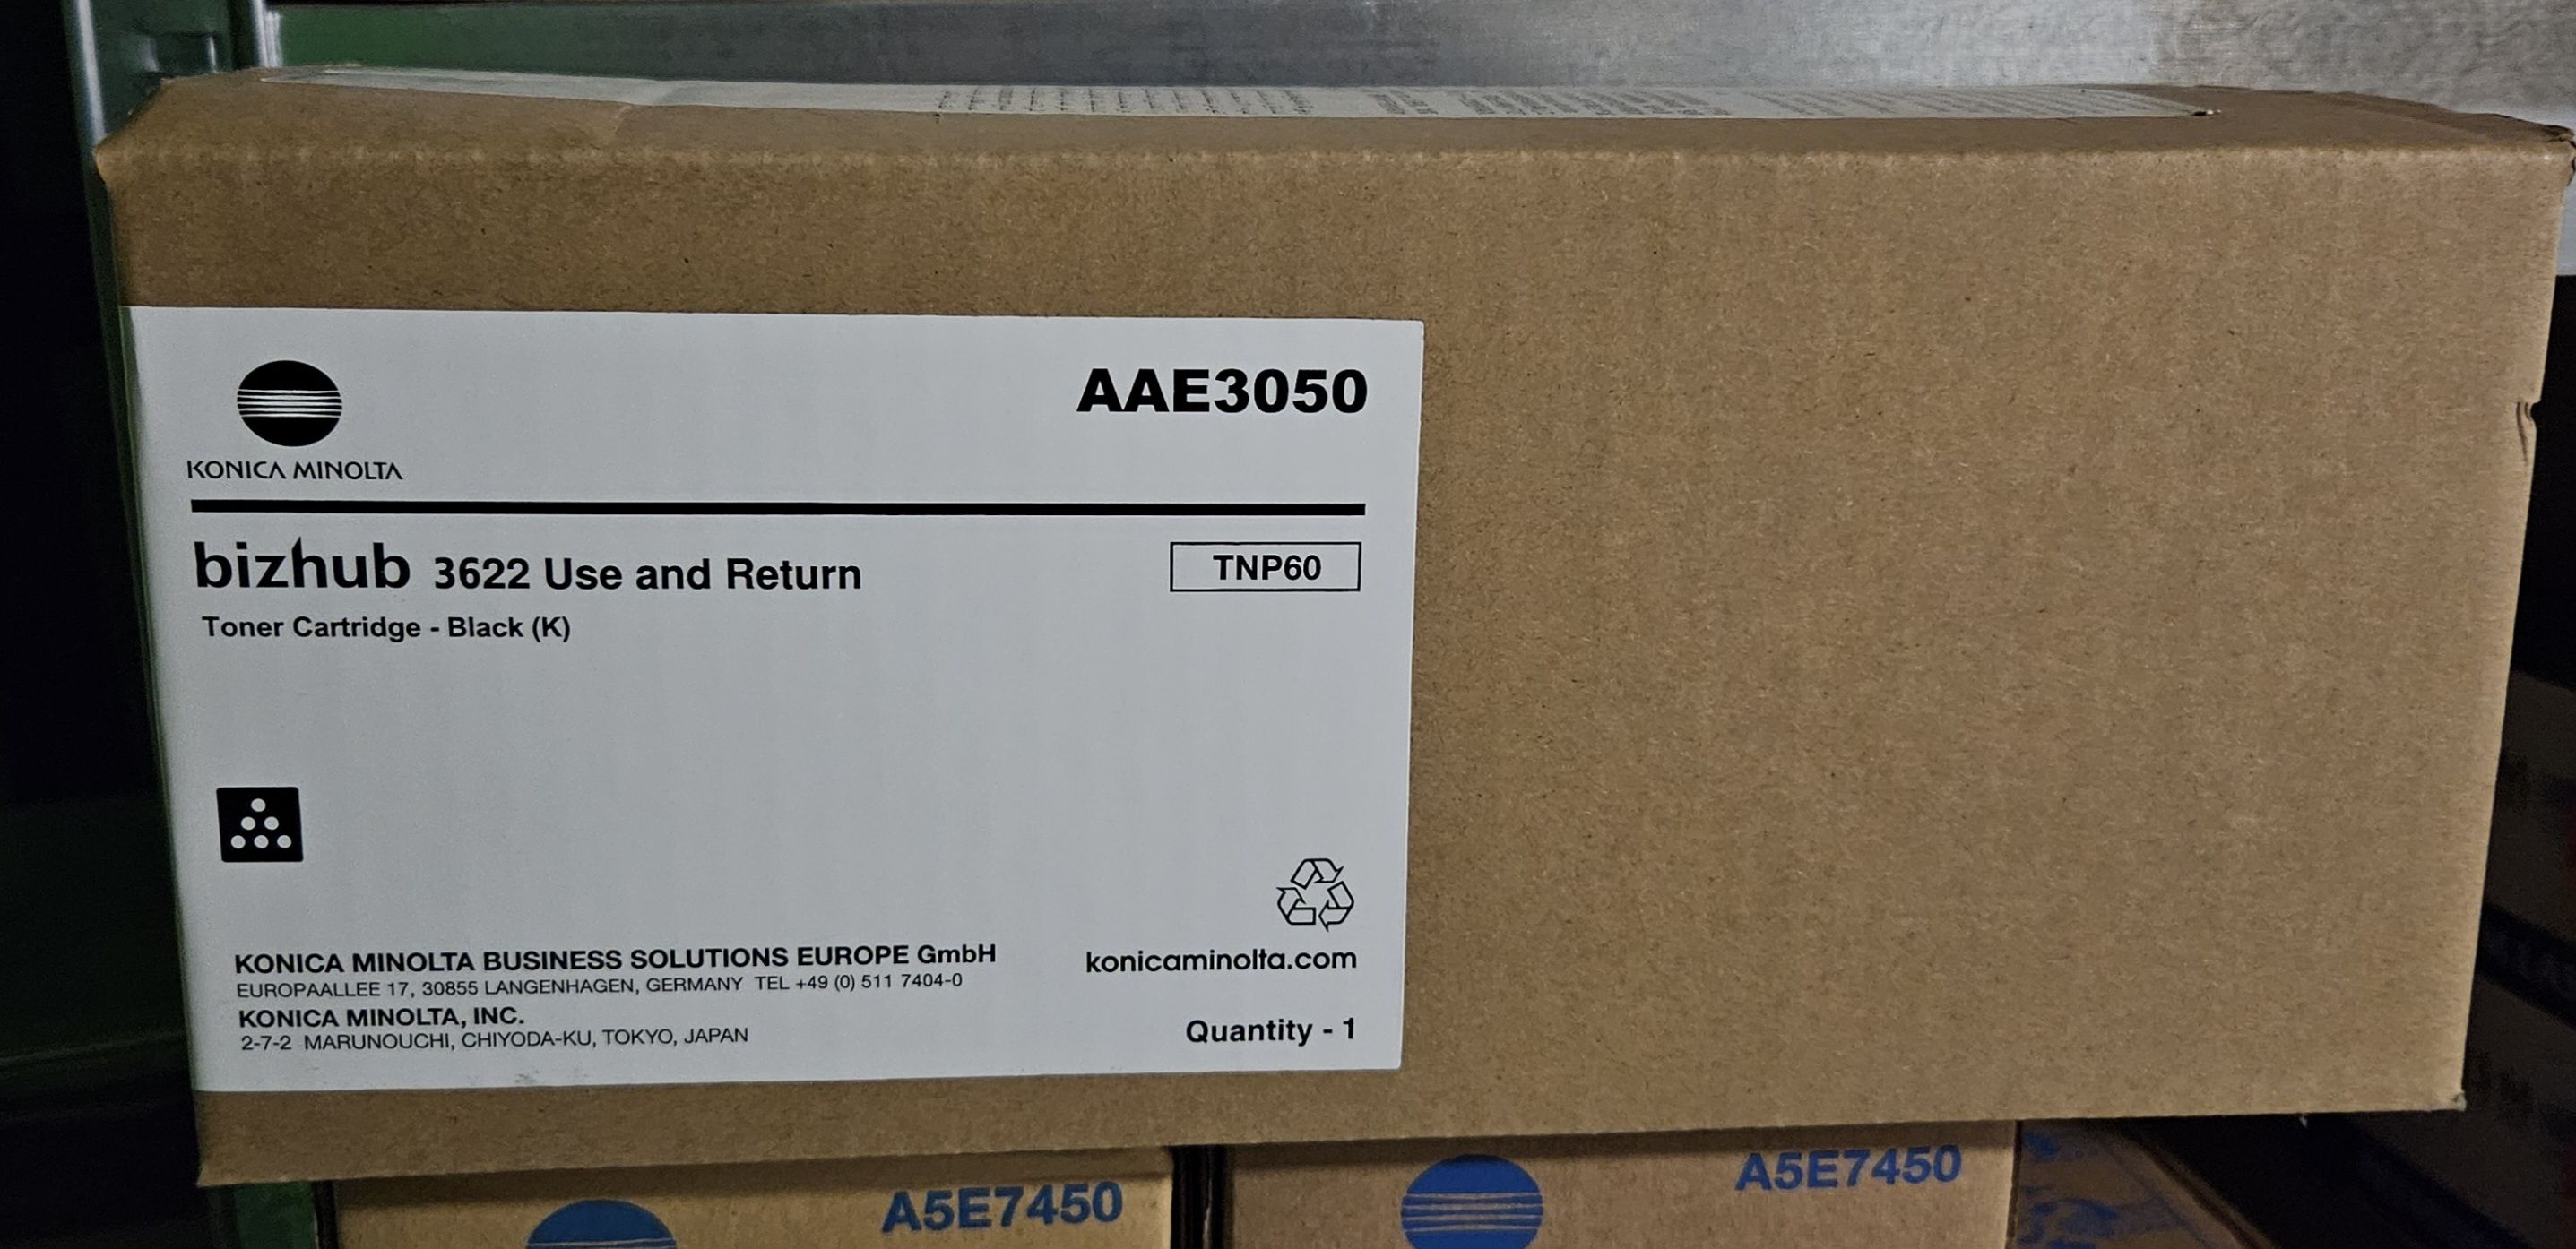 AAE3050
KONICA MINOLTA
bizhub 3622 Use and Return
TNP60
Toner Cartridge - Black (K)
KONICA MINOLTA BUSINESS SOLUTIONS EUROPE GmbH
EUROPAALLEE 17, 30855 LANGENHAGEN, GERMANY TEL +49 (0) 511 7404-0
konicaminolta.com
KONICA MINOLTA, INC.
2-7-2 MARUNOUCHI, CHIYODA-KU, TOKYO, JAPAN
Quantity - 1
A5E7450
A5E7450